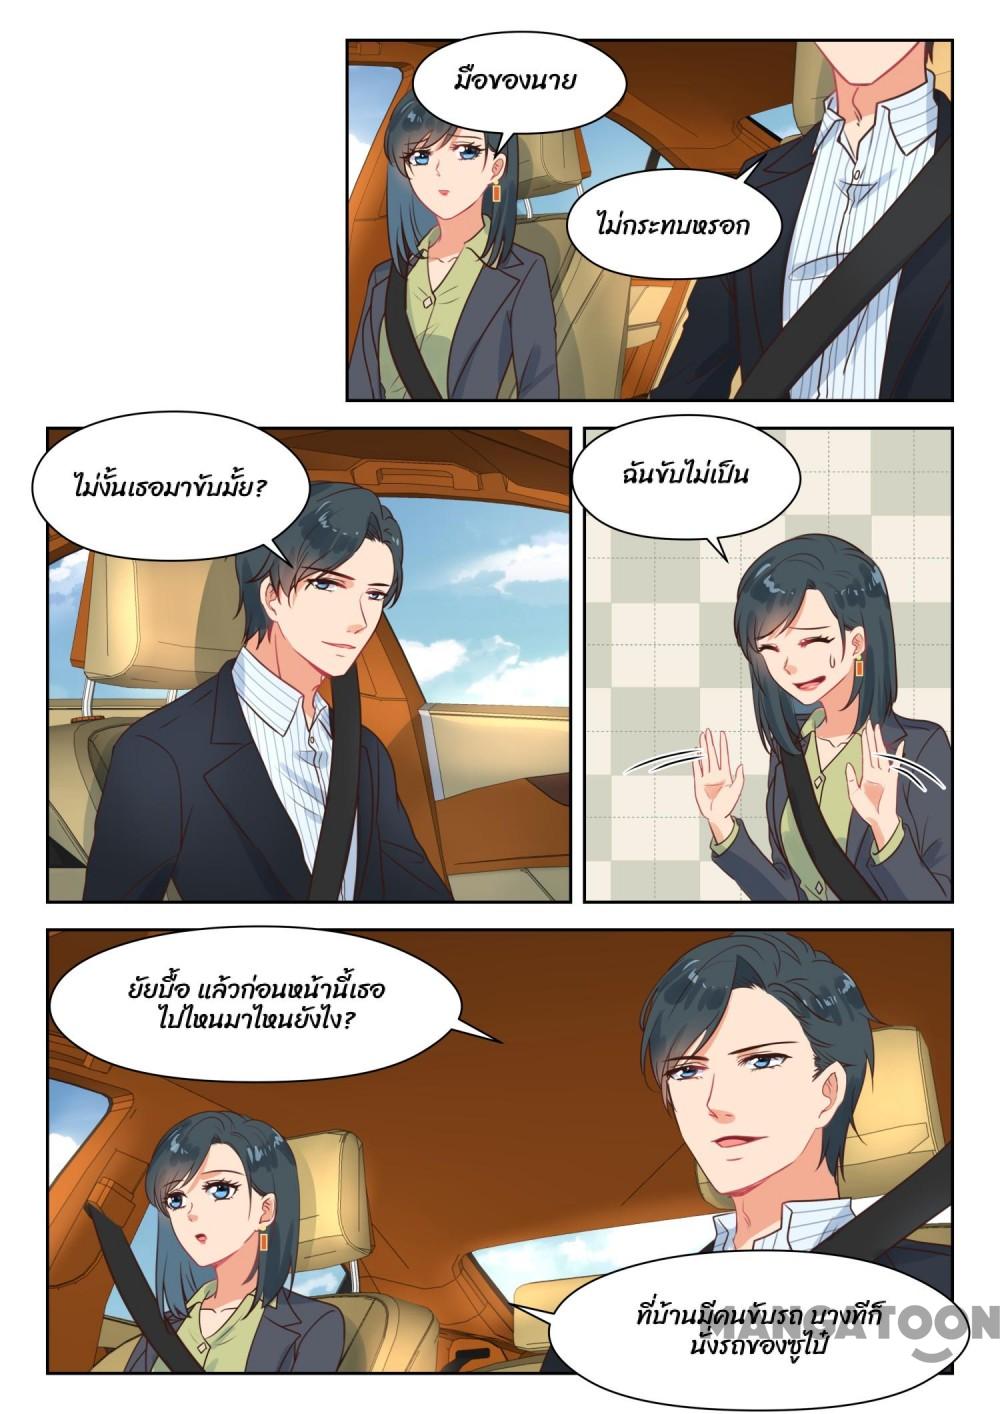 มือของนาย
ไม่กระทบหรอก
ไม่งั้นเธอมาขับมั้ย?
ฉันขับไม่เป็น
ยัยบื้อ แล้วก่อนหน้านี้เธอ
ไปไหนมาไหนยังไง?
ที่บ้านมีคนขับรถ บางทีก็
นั่งรถของซูไป๋
MANGATOON